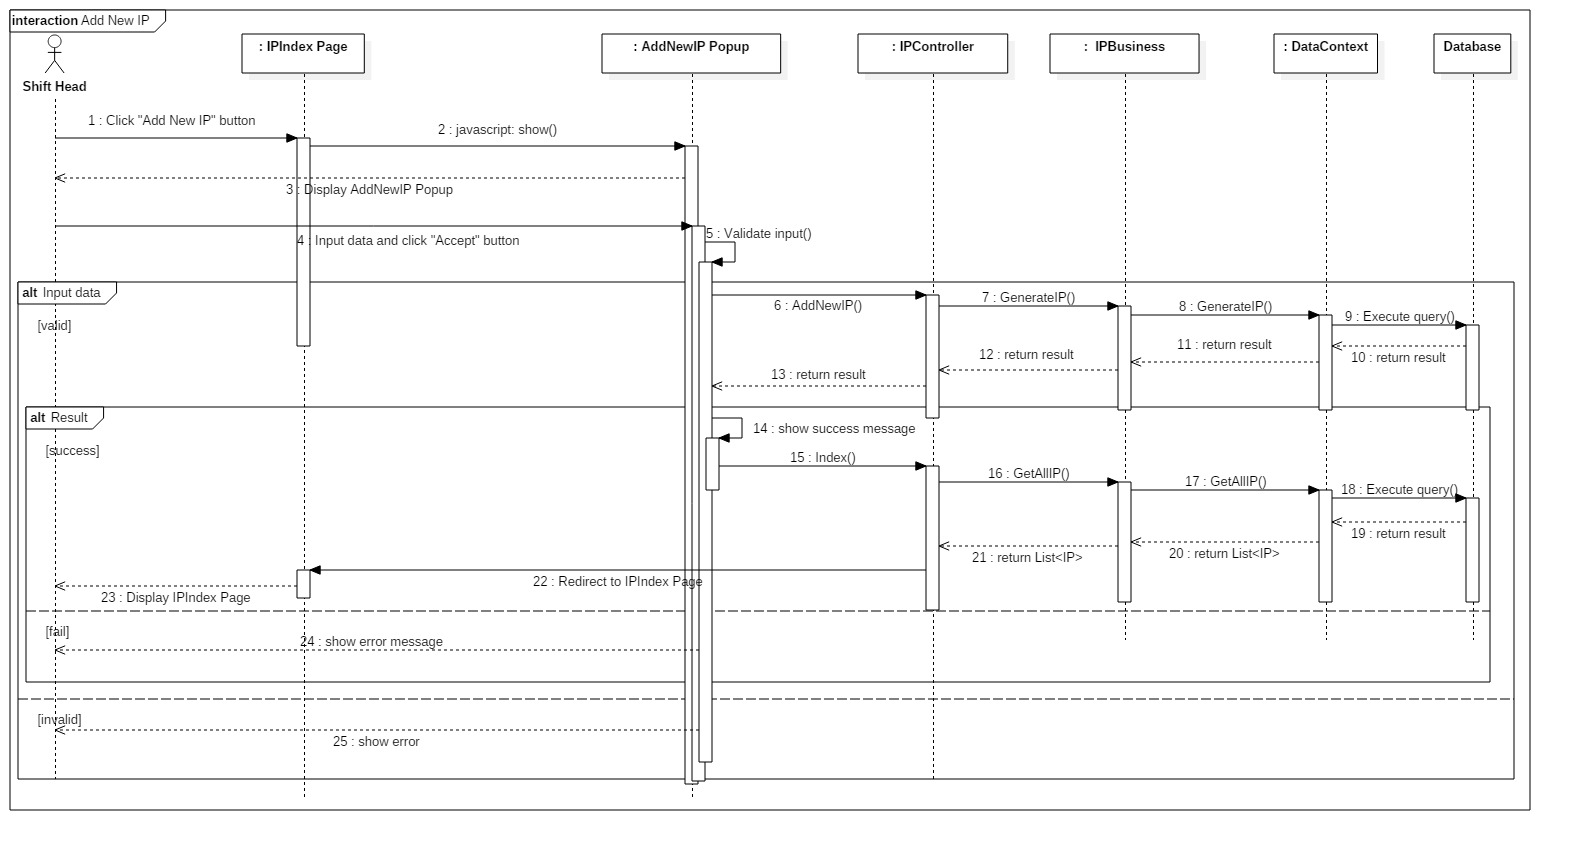 interaction Add New IP
Shift Head
: IPIndex Page
: AddNewIP Popup
: IPController
: IPBusiness
: DataContext
Database
1 : Click "Add New IP" button
2 : javascript: show()
3 : Display AddNewIP Popup
4 : Input data and click "Accept" button
5 : Validate input()
alt Input data
[valid]
6 : AddNewIP()
7 : GenerateIP()
8 : GenerateIP()
9 : Execute query()
10 : return result
11 : return result
12 : return result
13 : return result
alt Result
[success]
14 : show success message
15 : Index()
16 : GetAllIP()
17 : GetAllIP()
18 : Execute query()
19 : return result
20 : return List<IP>
21 : return List<IP>
22 : Redirect to IPIndex Page
23 : Display IPIndex Page
[fail]
24 : show error message
[invalid]
25 : show error